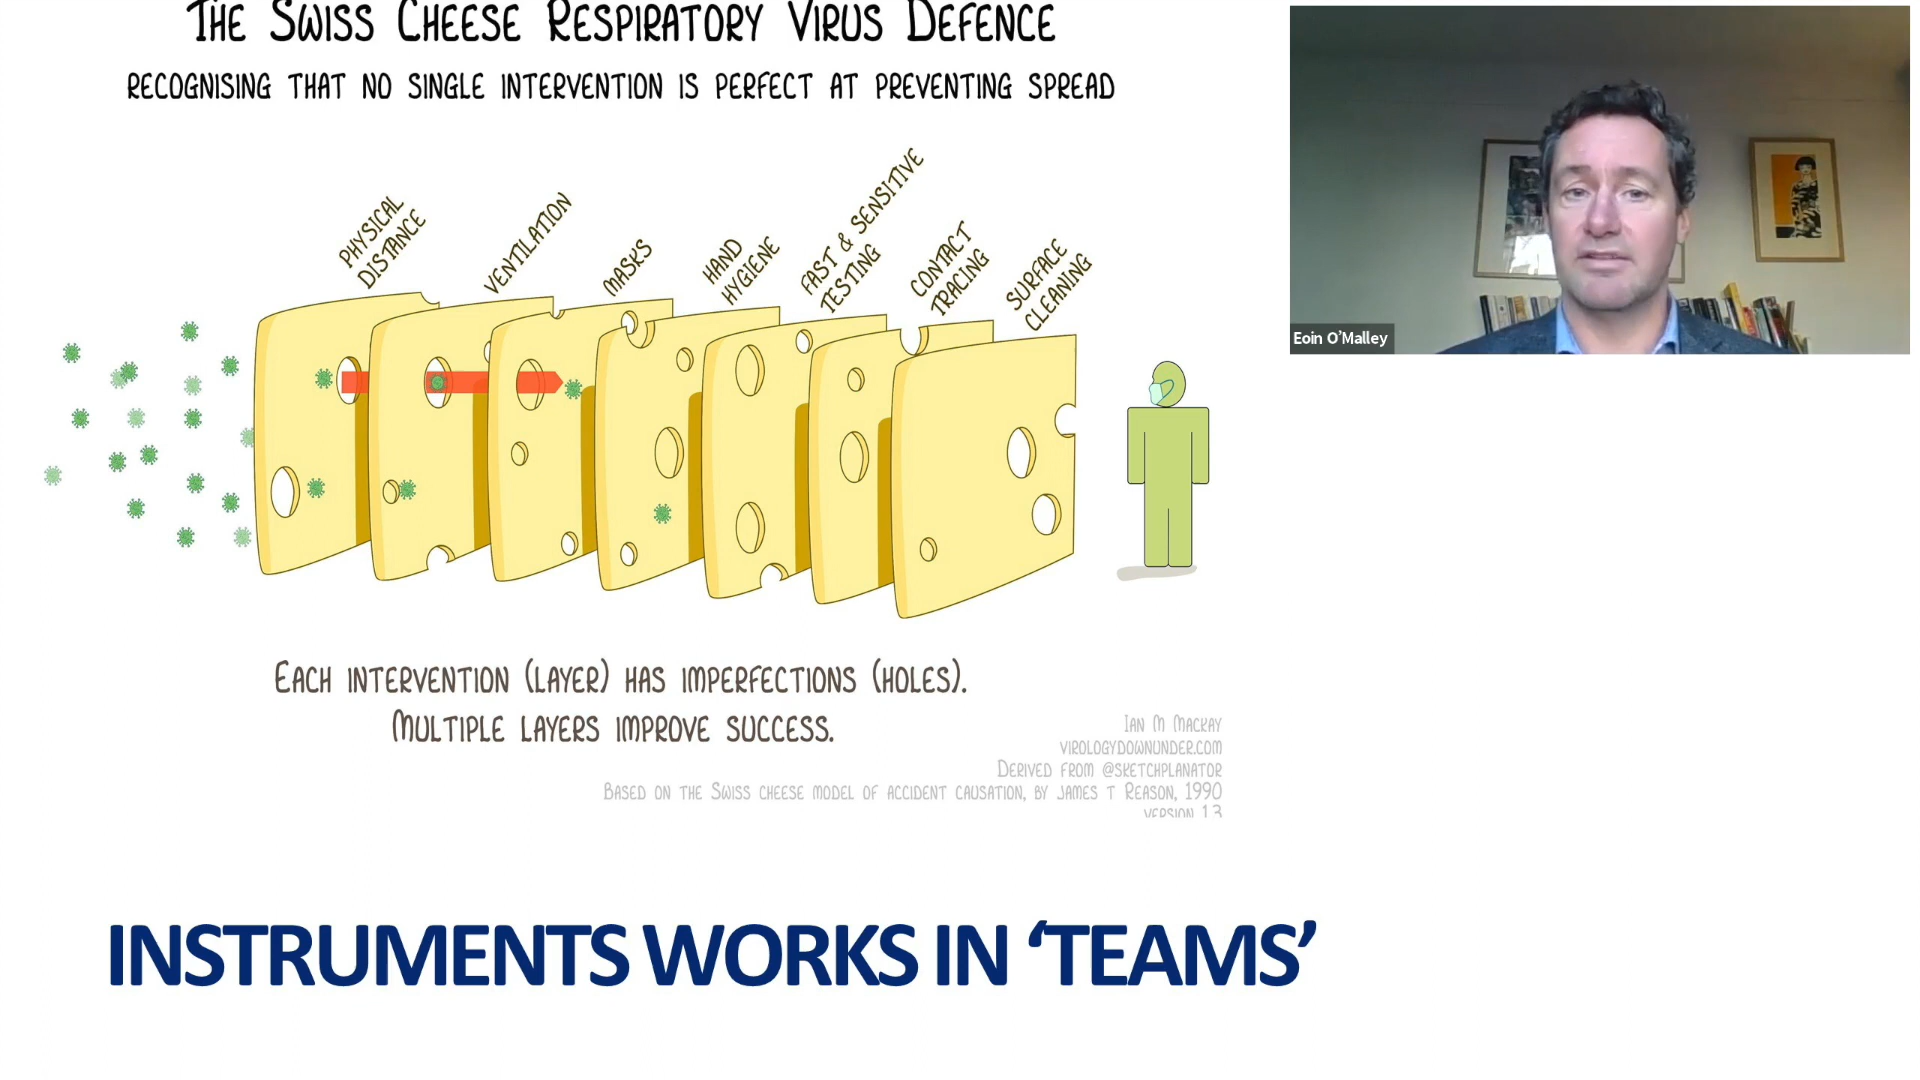 THE SWISS CHEESE RESPIRATORY VIRUS DEFENCE
RECOGNISING THAT NO SINGLE INTERVENTION IS PERFECT AT PREVENTING SPREAD
PHYSICAL
DISTANCE
VENTILATION
MASKS
HAND
HYGIENE
FAST & SENSITIVE
TESTING
CONTACT
TRACING
SURFACE
CLEANING
EACH INTERVENTION (LAYER) HAS IMPERFECTIONS (HOLES).
MULTIPLE LAYERS IMPROVE SUCCESS.
IAN M MACKAY
VIROLOGYDOWNUNDER.COM
DERIVED FROM @SKETCHPLANATOR
BASED ON THE SWISS CHEESE MODEL OF ACCIDENT CAUSATION, BY JAMES T REASON, 1990
VERSION 1.3
Eoin O'Malley
INSTRUMENTS WORKS IN ‘TEAMS’